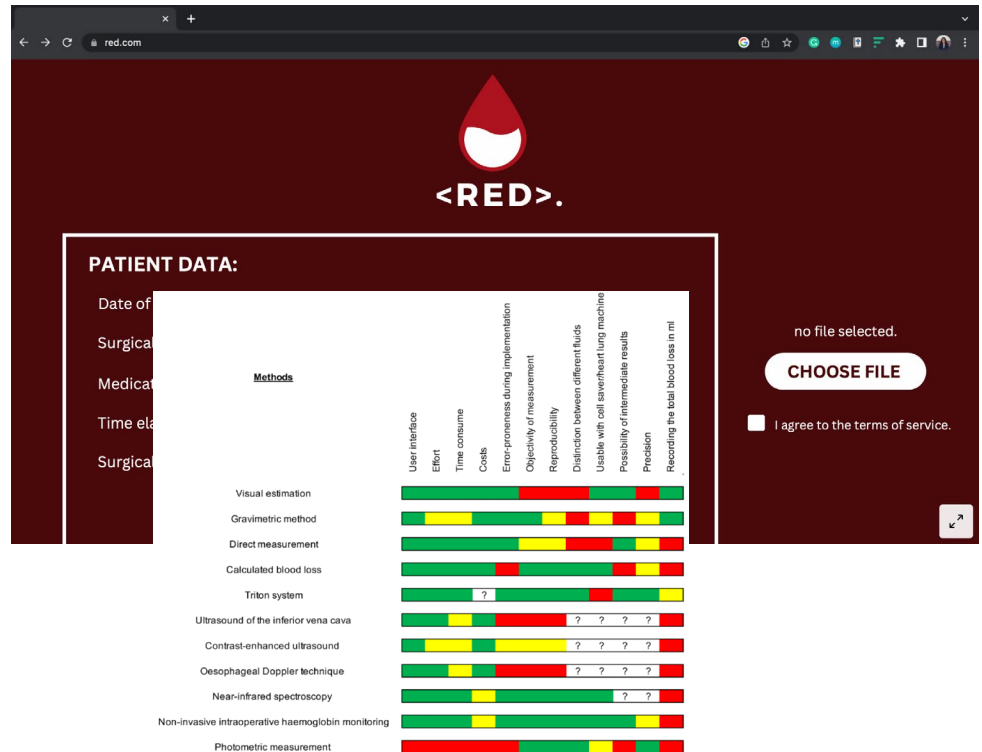 red.com
<RED>.
PATIENT DATA:
Date of
Surgical
Medicat
Time ela
Surgical
no file selected.
CHOOSE FILE
I agree to the terms of service.
Methods
User interface
Effort
Time consume
Costs
Error-proneness during implementation
Objectivity of measurement
Reproducibility
Distinction between different fluids
Usable with cell saver/heart lung machine
Possibility of intermediate results
Precision
Recording the total blood loss in ml
Visual estimation
Gravimetric method
Direct measurement
Calculated blood loss
Triton system
?
Ultrasound of the inferior vena cava
? ? ? ?
Contrast-enhanced ultrasound
? ? ? ?
Oesophageal Doppler technique
? ? ? ?
Near-infrared spectroscopy
? ?
Non-invasive intraoperative haemoglobin monitoring
Photometric measurement